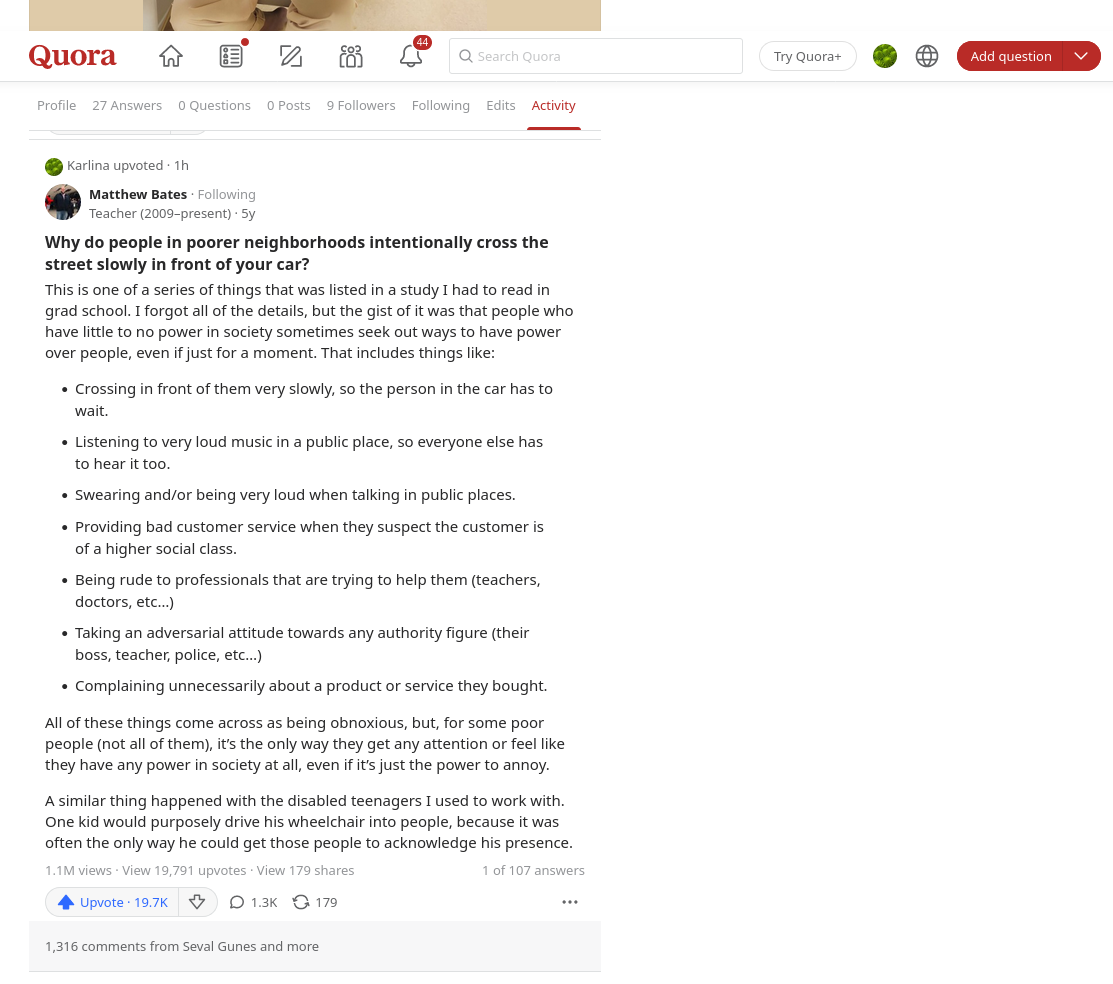 Quora
44
Search Quora
Try Quora+
Add question
Profile
27 Answers
0 Questions
0 Posts
9 Followers
Following
Edits
Activity
Karlina upvoted · 1h
Matthew Bates · Following
Teacher (2009–present) · 5y
Why do people in poorer neighborhoods intentionally cross the
street slowly in front of your car?
This is one of a series of things that was listed in a study I had to read in
grad school. I forgot all of the details, but the gist of it was that people who
have little to no power in society sometimes seek out ways to have power
over people, even if just for a moment. That includes things like:
• Crossing in front of them very slowly, so the person in the car has to
wait.
• Listening to very loud music in a public place, so everyone else has
to hear it too.
• Swearing and/or being very loud when talking in public places.
• Providing bad customer service when they suspect the customer is
of a higher social class.
• Being rude to professionals that are trying to help them (teachers,
doctors, etc…)
• Taking an adversarial attitude towards any authority figure (their
boss, teacher, police, etc…)
• Complaining unnecessarily about a product or service they bought.
All of these things come across as being obnoxious, but, for some poor
people (not all of them), it’s the only way they get any attention or feel like
they have any power in society at all, even if it’s just the power to annoy.
A similar thing happened with the disabled teenagers I used to work with.
One kid would purposely drive his wheelchair into people, because it was
often the only way he could get those people to acknowledge his presence.
1.1M views · View 19,791 upvotes · View 179 shares
1 of 107 answers
Upvote · 19.7K
1.3K
179
1,316 comments from Seval Gunes and more